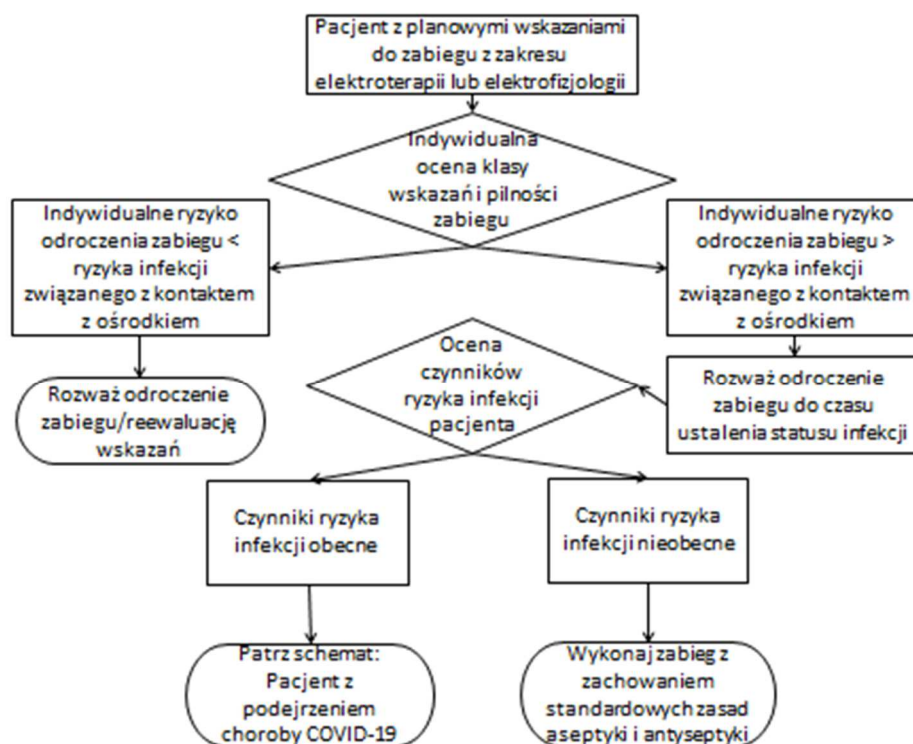 Pacjent z planowymi wskazaniami
do zabiegu z zakresu
elektroterapii lub elektrofizjologii
Indywidualna
ocena klasy
wskazań i pilności
zabiegu
Indywidualne ryzyko
odroczenia zabiegu <
ryzyka infekcji
związanego z kontaktem
z ośrodkiem
Indywidualne ryzyko
odroczenia zabiegu >
ryzyka infekcji
związanego z kontaktem
z ośrodkiem
Rozważ odroczenie
zabiegu/reewaluację
wskazań
Rozważ odroczenie
zabiegu do czasu
ustalenia statusu infekcji
Ocena
czynników
ryzyka infekcji
pacjenta
Czynniki ryzyka
infekcji obecne
Czynniki ryzyka
infekcji nieobecne
Patrz schemat:
Pacjent z
podejrzeniem
choroby COVID-19
Wykonaj zabieg z
zachowaniem
standardowych zasad
aseptyki i antyseptyki